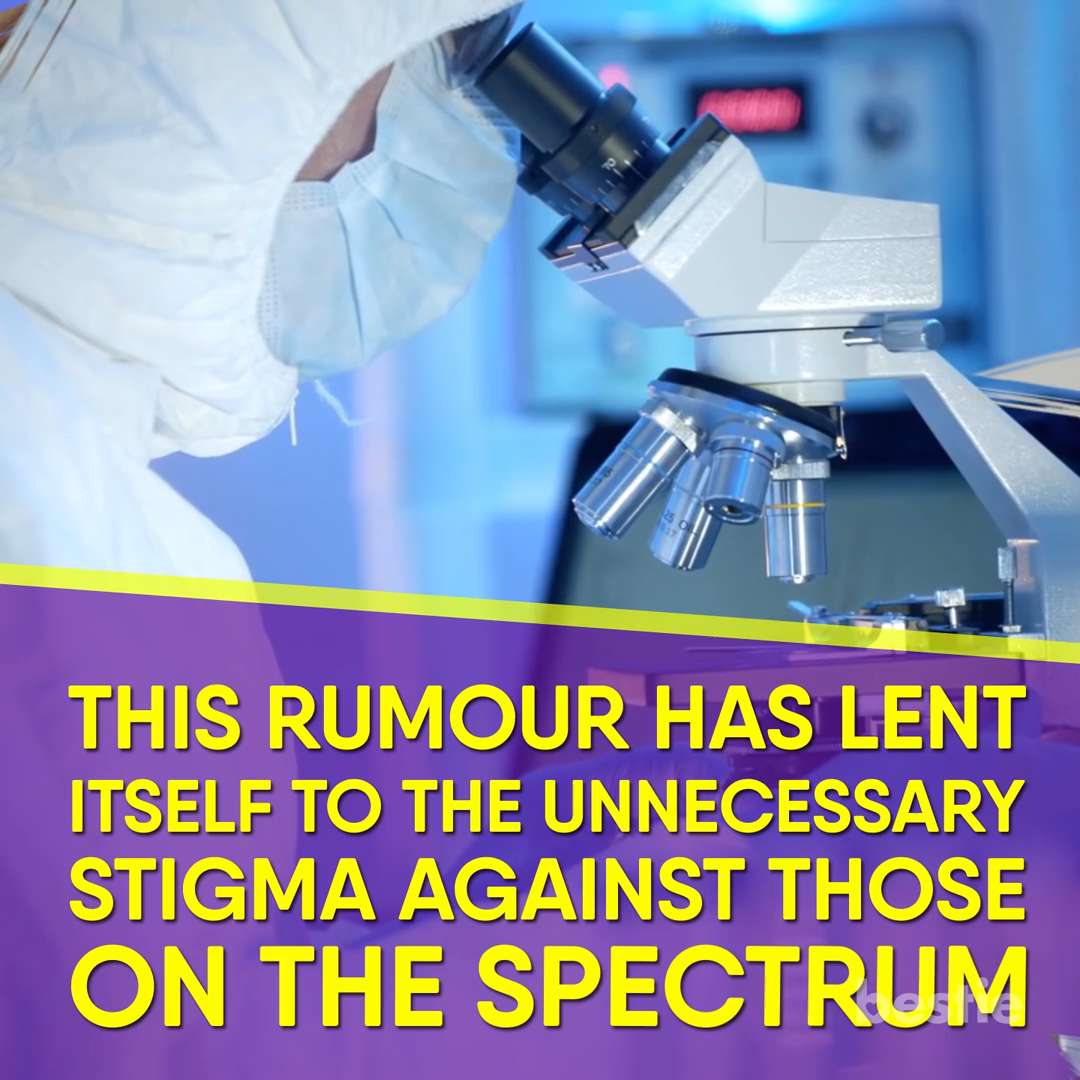 THIS RUMOUR HAS LENT
ITSELF TO THE UNNECESSARY
STIGMA AGAINST THOSE
ON THE SPECTRUM
bestie